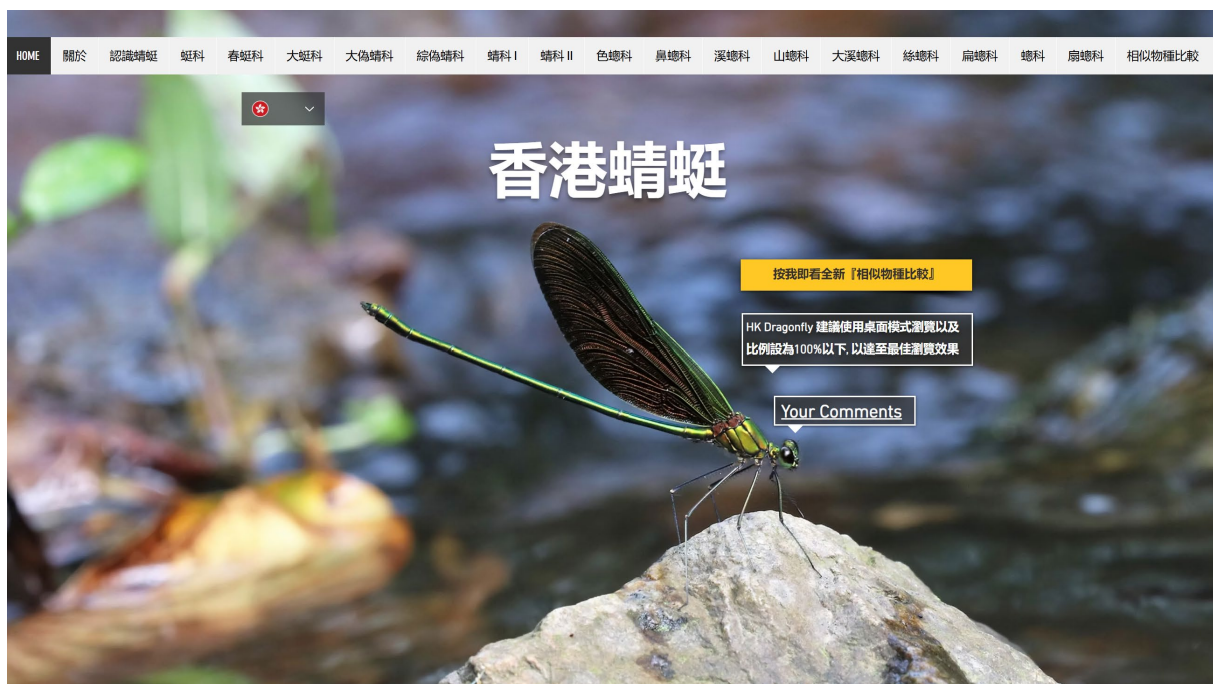 HOME 關於 認識蜻蜓 蜓科 春蜓科 大蜓科 大偽蜻科 綜偽蜻科 蜻科 I 蜻科 II 色蟌科 鼻蟌科 溪蟌科 山蟌科 大溪蟌科 絲蟌科 扁蟌科 蟌科 扇蟌科 相似物種比較
香港蜻蜓
按我即看全新『相似物種比較』
HK Dragonfly 建議使用桌面模式瀏覽以及
比例設為100%以下, 以達至最佳瀏覽效果
Your Comments